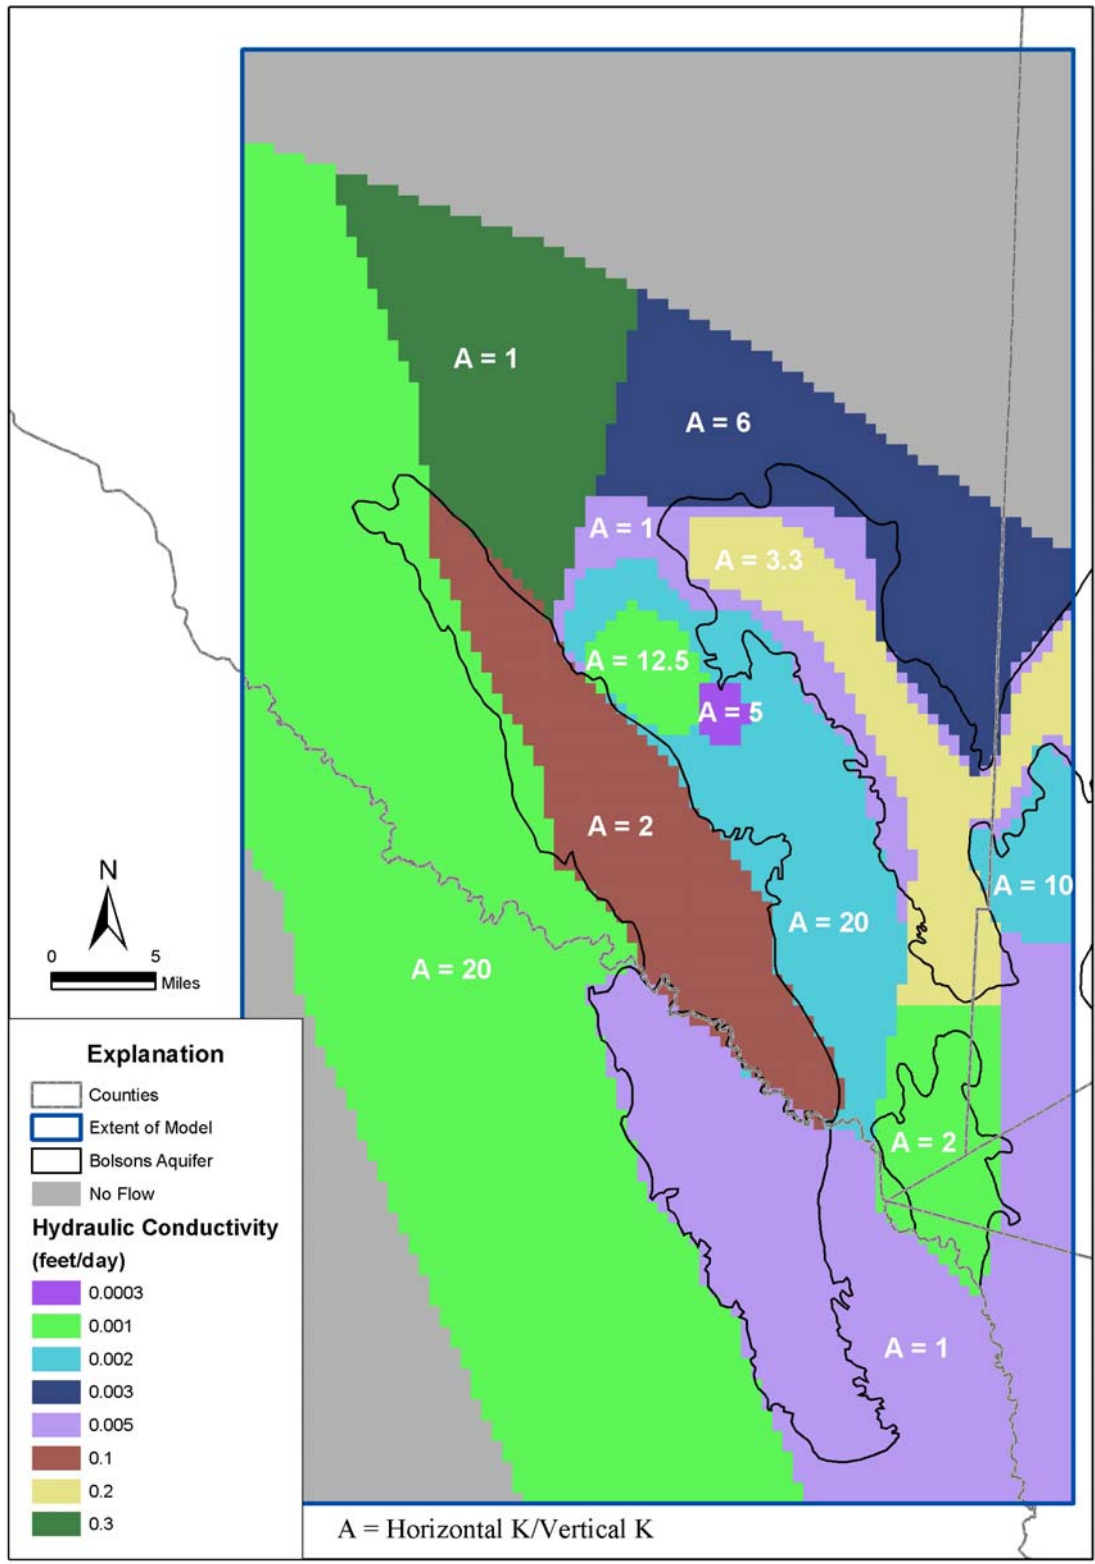 A = 1
A = 6
A = 1
A = 3.3
A = 12.5
A = 5
A = 2
A = 10
A = 20
A = 20
A = 2
A = 1
N
0 5
Miles
Explanation
Counties
Extent of Model
Bolsons Aquifer
No Flow
Hydraulic Conductivity
(feet/day)
0.0003
0.001
0.002
0.003
0.005
0.1
0.2
0.3
A = Horizontal K/Vertical K